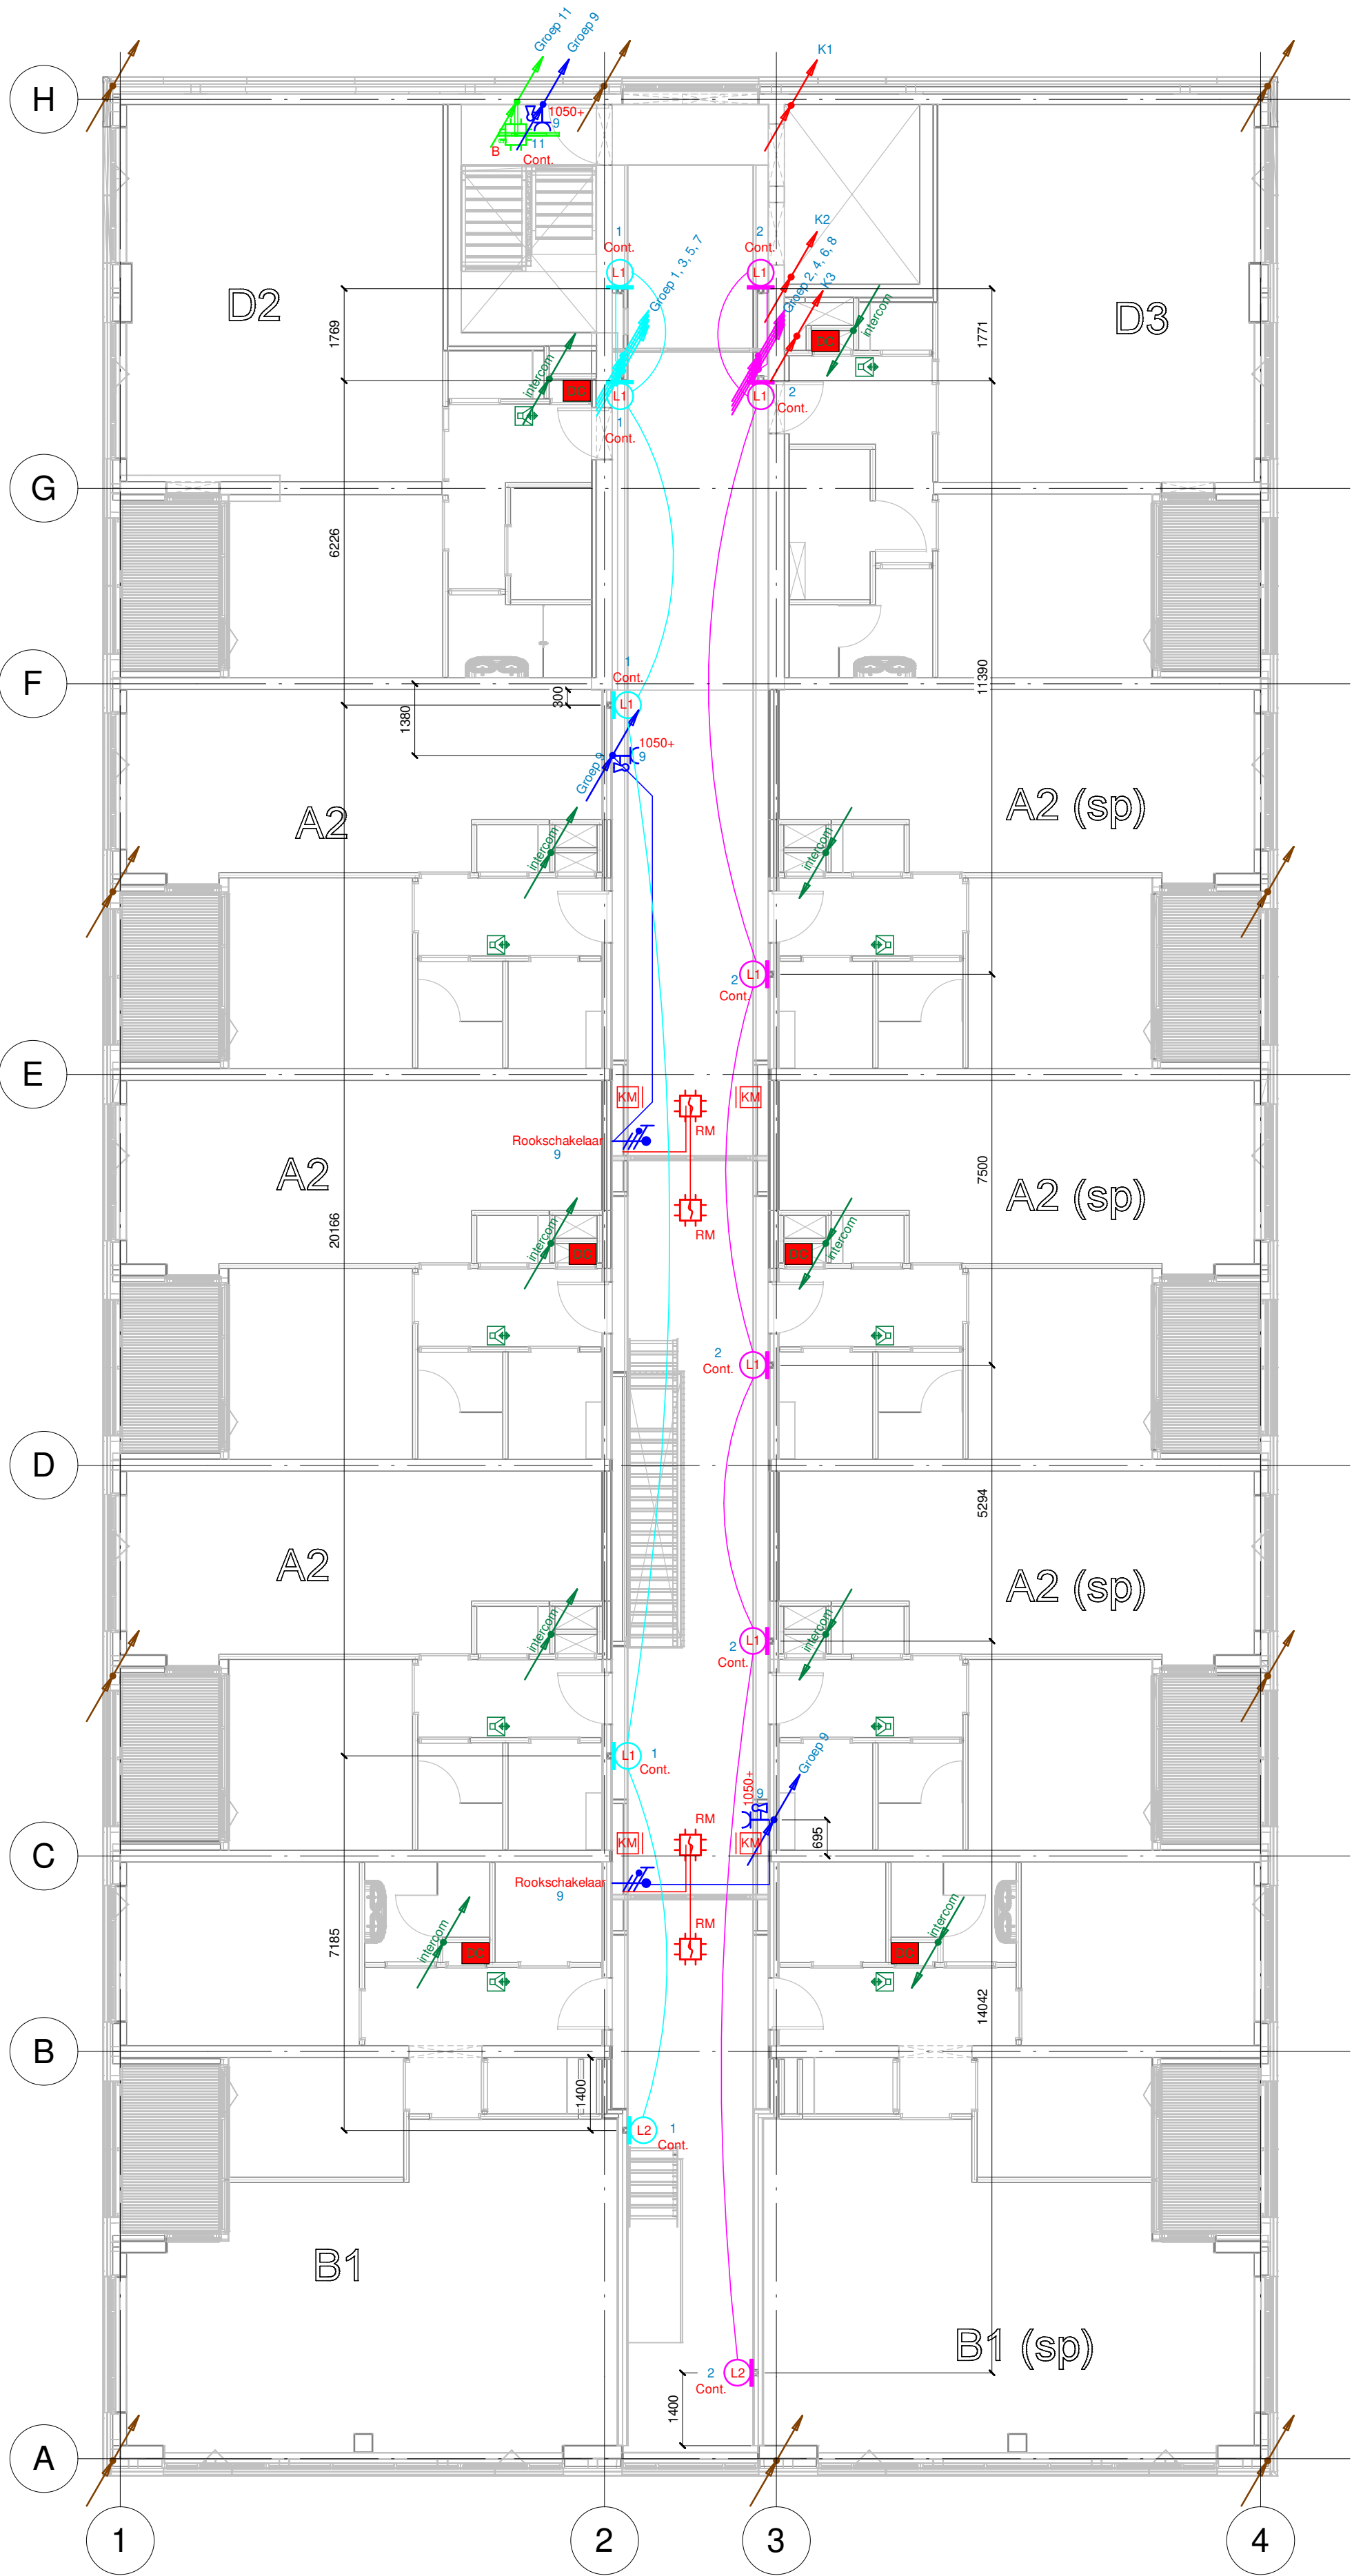 Groep 11
Groep 9
K1
H
1050+
9
B
11
Cont.
K2
1
Cont.
2
Cont.
L1
L1
Groep 1, 3, 5, 7
Groep 2, 4, 6, 8
K3
intercom
D2
D3
1769
1771
DC
intercom
DC
L1
L1
1
Cont.
2
Cont.
G
6226
11390
F
1
Cont.
300
L1
1380
1050+
9
Groep 9
A2
A2 (sp)
intercom
intercom
L1
2
Cont.
E
KM
KM
RM
Rookschakelaar
9
A2
7500
A2 (sp)
RM
20166
intercom
DC
DC
intercom
2
Cont.
L1
D
5294
A2
A2 (sp)
intercom
intercom
2
Cont.
L1
L1
1
Cont.
Groep 9
1050+
9
RM
695
KM
KM
C
Rookschakelaar
9
RM
intercom
DC
DC
intercom
7185
14042
B
1400
L2
1
Cont.
B1
B1 (sp)
2
Cont.
L2
1400
A
1
2
3
4